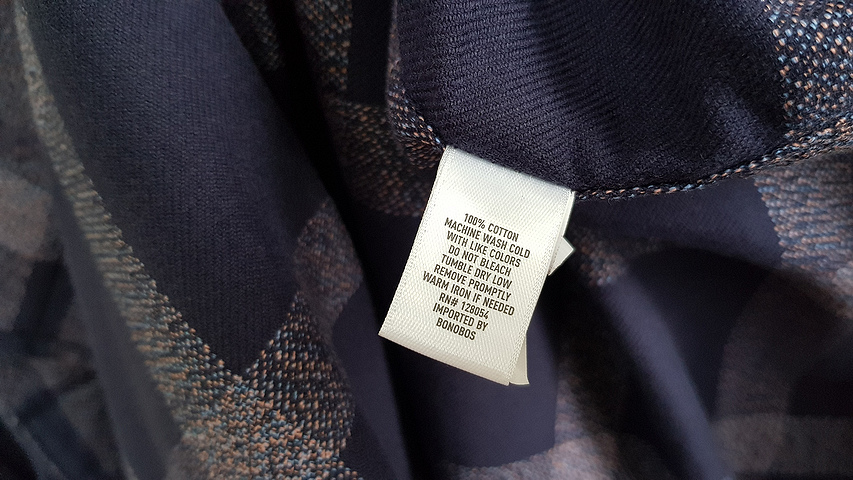 100% COTTON
MACHINE WASH COLD
WITH LIKE COLORS
DO NOT BLEACH
TUMBLE DRY LOW
REMOVE PROMPTLY
WARM IRON IF NEEDED
RN# 128054
IMPORTED BY
BONOBOS